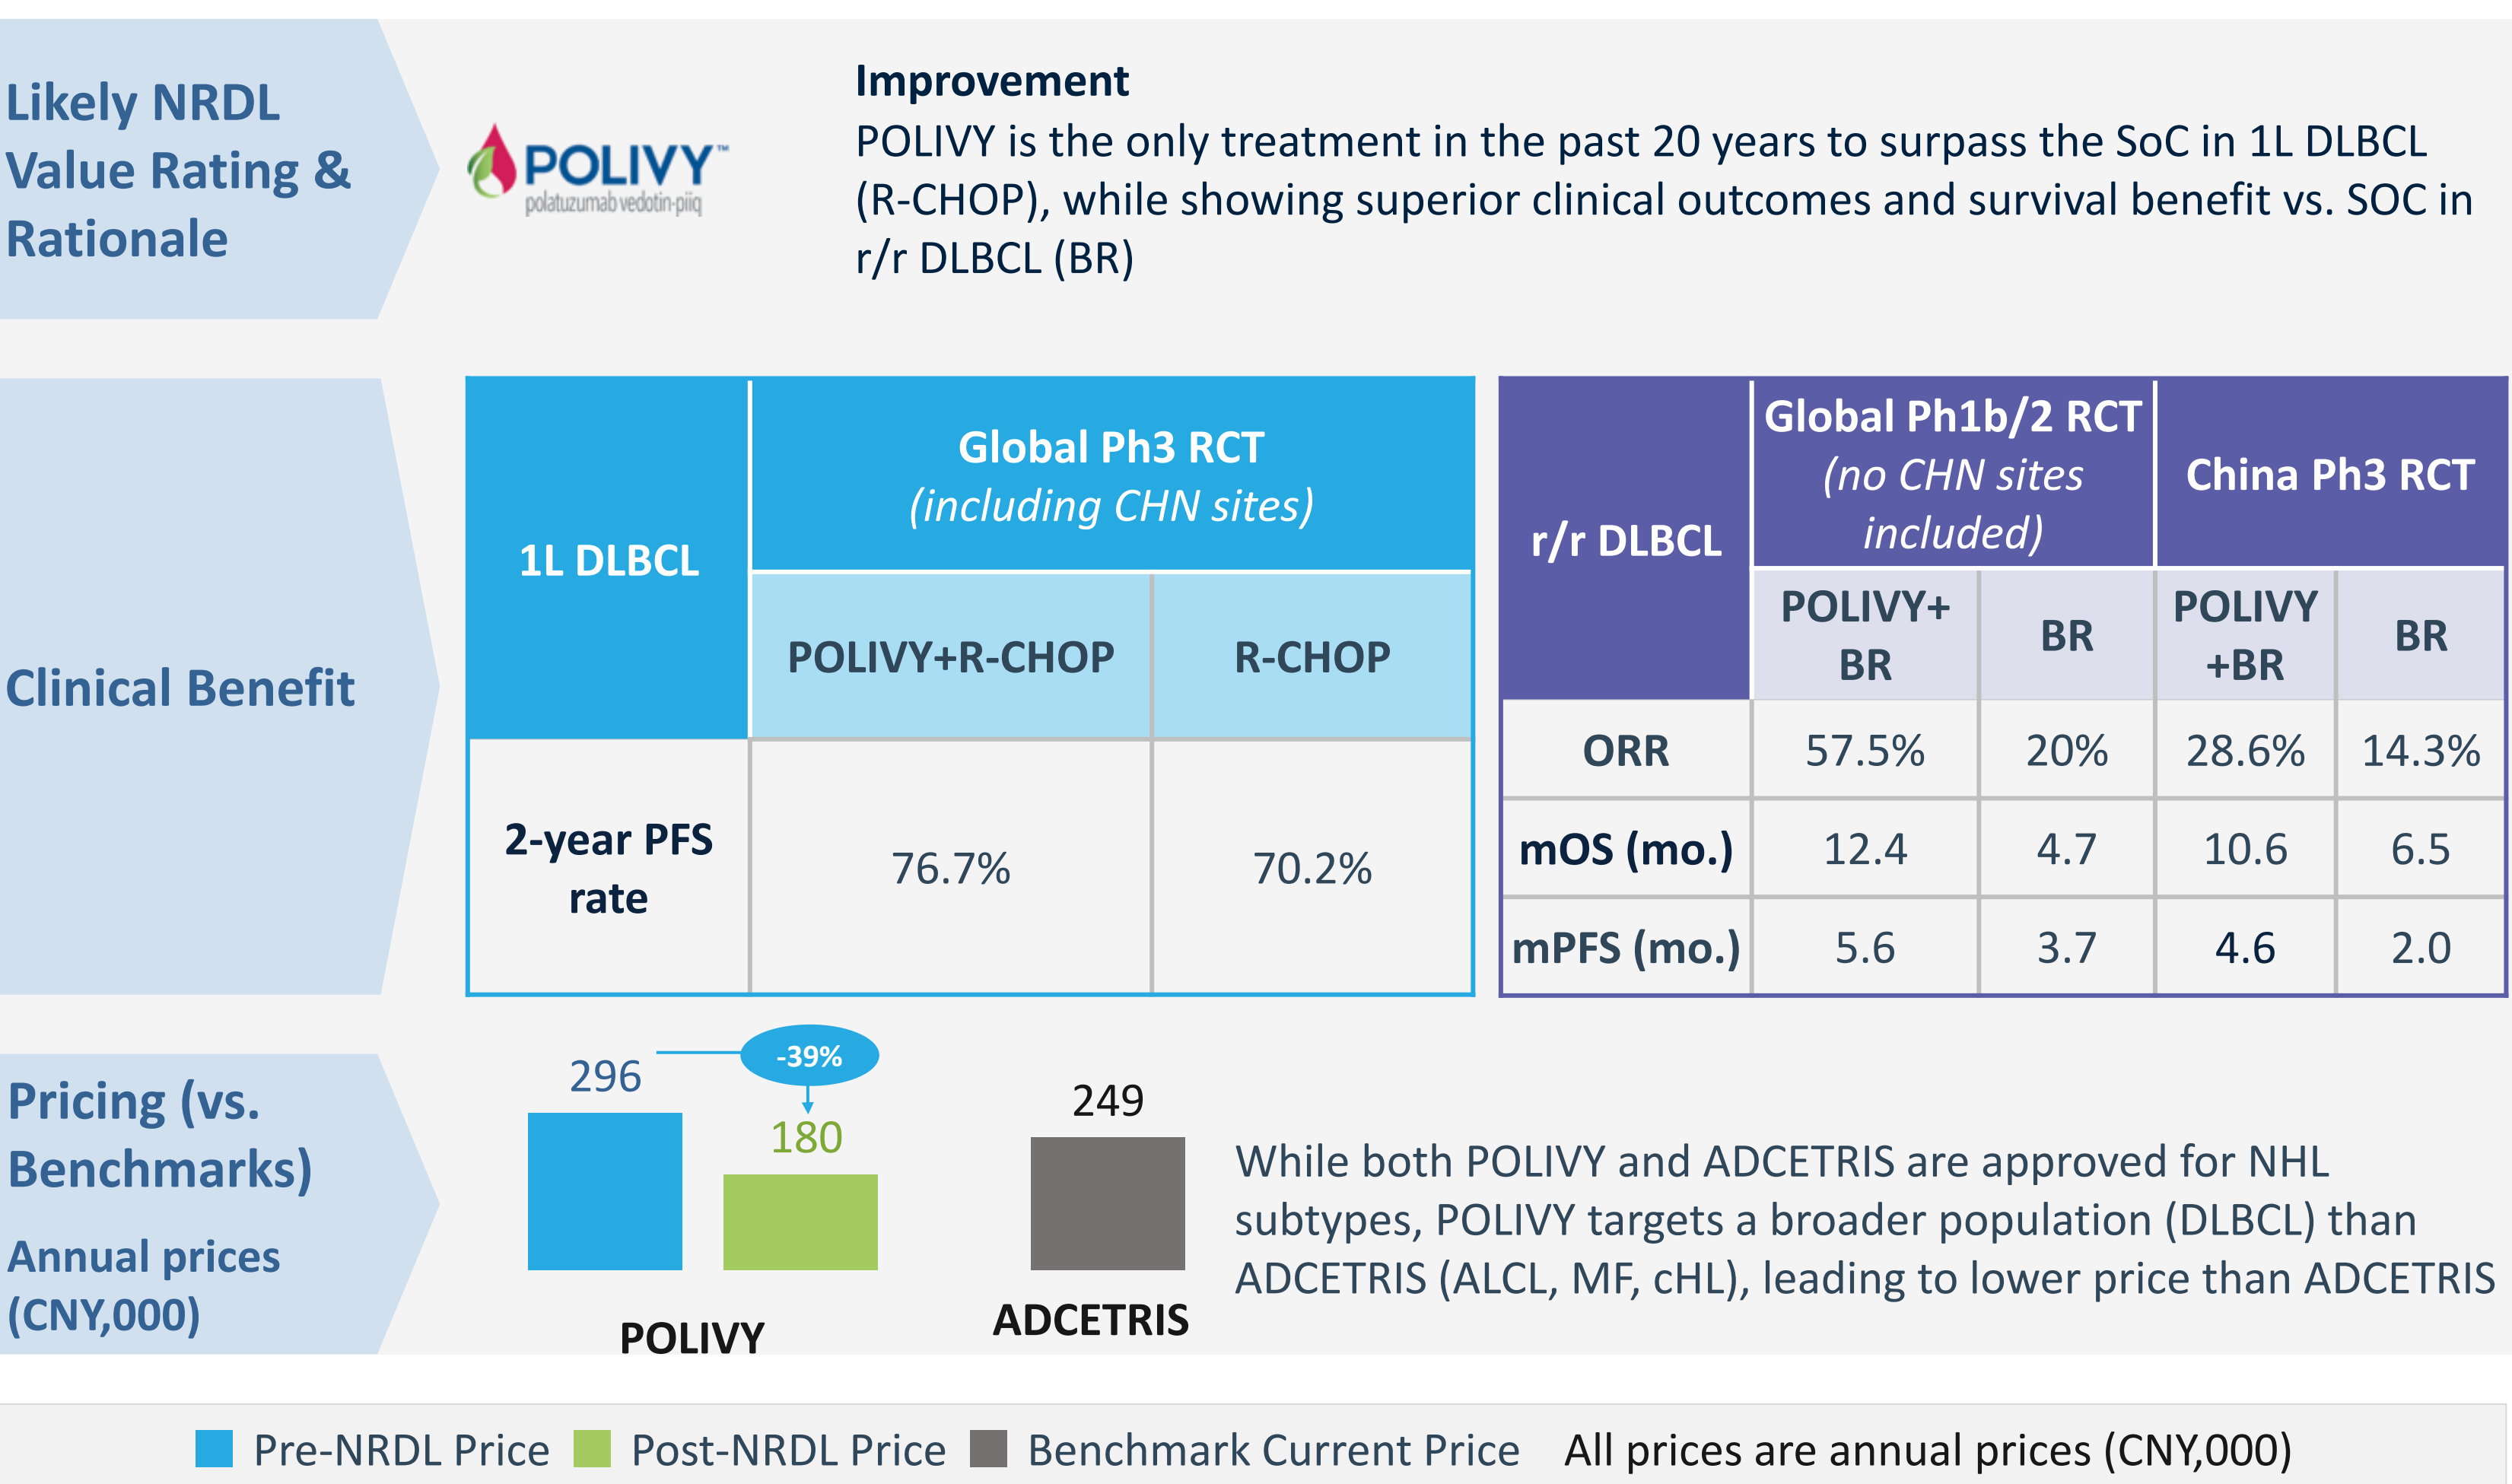 Likely NRDL
Value Rating &
Rationale
POLIVY™
polatuzumab vedotin-piiq
Improvement
POLIVY is the only treatment in the past 20 years to surpass the SoC in 1L DLBCL
(R-CHOP), while showing superior clinical outcomes and survival benefit vs. SOC in
r/r DLBCL (BR)
Clinical Benefit
1L DLBCL
Global Ph3 RCT
(including CHN sites)
POLIVY+R-CHOP
R-CHOP
2-year PFS
rate
76.7%
70.2%
r/r DLBCL
Global Ph1b/2 RCT
(no CHN sites
included)
China Ph3 RCT
POLIVY+
BR
BR
POLIVY
+BR
BR
ORR
57.5%
20%
28.6%
14.3%
mOS (mo.)
12.4
4.7
10.6
6.5
mPFS (mo.)
5.6
3.7
4.6
2.0
Pricing (vs.
Benchmarks)
Annual prices
(CNY,000)
296
-39%
180
POLIVY
249
ADCETRIS
While both POLIVY and ADCETRIS are approved for NHL
subtypes, POLIVY targets a broader population (DLBCL) than
ADCETRIS (ALCL, MF, cHL), leading to lower price than ADCETRIS
Pre-NRDL Price
Post-NRDL Price
Benchmark Current Price
All prices are annual prices (CNY,000)